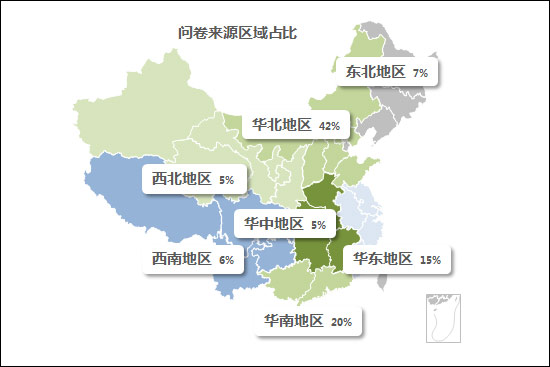 问卷来源区域占比
东北地区 7%
华北地区 42%
西北地区 5%
华中地区 5%
西南地区 6%
华东地区 15%
华南地区 20%